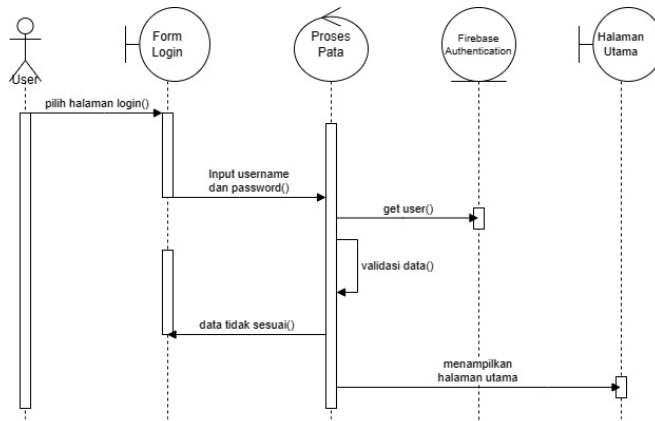 Form
Login
Proses
Pata
Firebase
Authentication
Halaman
Utama
User
pilih halaman login()
Input username
dan password()
get user()
validasi data()
data tidak sesuai()
menampilkan
halaman utama